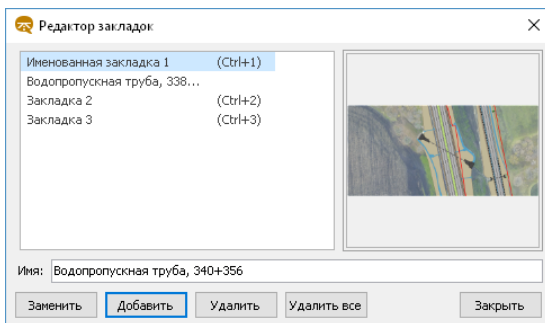 Редактор закладок
Именованная закладка 1 (Ctrl+1)
Водопропускная труба, 338...
Закладка 2 (Ctrl+2)
Закладка 3 (Ctrl+3)
Имя: Водопропускная труба, 340+356
Заменить Добавить Удалить Удалить все Закрыть